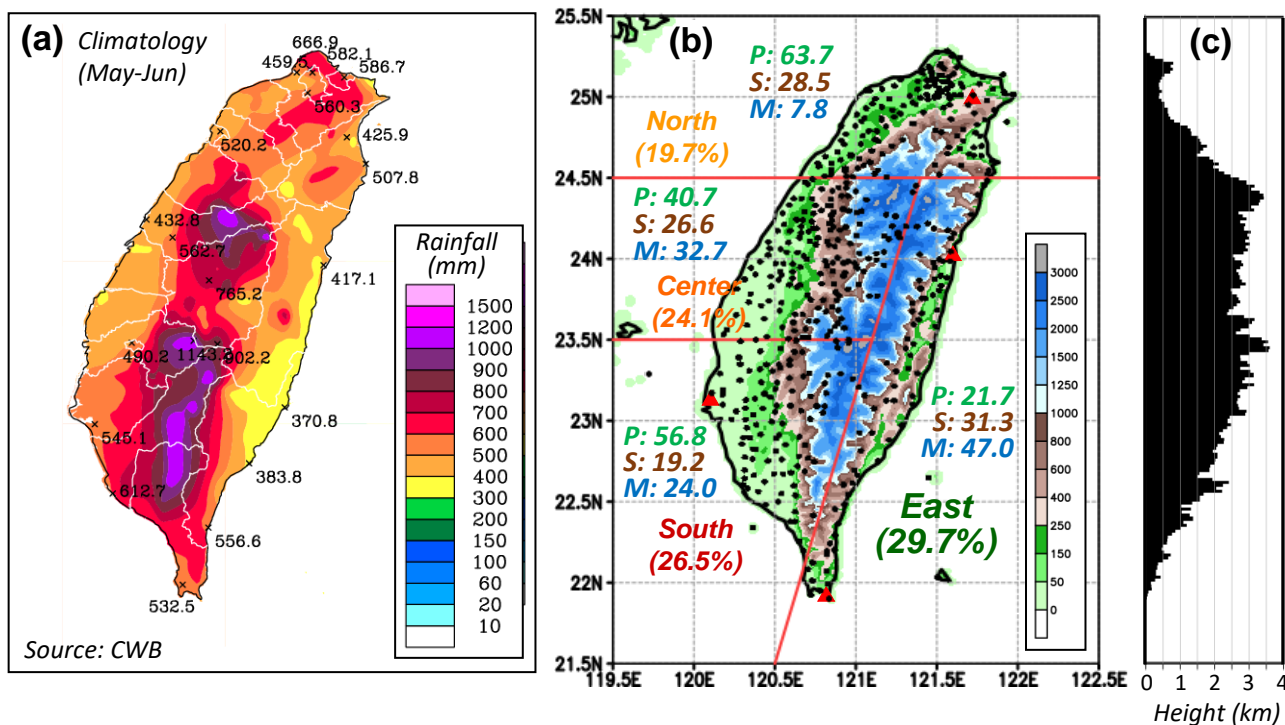 (a)
Climatology
(May-Jun)
666.9
582.1
459.5
586.7
560.3
425.9
520.2
507.8
432.8
562.7
417.1
765.2
490.2
902.2
370.8
545.1
383.8
612.7
556.6
532.5
Rainfall
(mm)
1500
1200
1000
900
800
700
600
500
400
300
200
150
100
60
20
10
Source: CWB
(b)
25.5N
25N
24.5N
24N
23.5N
23N
22.5N
22N
21.5N
119.5E
120E
120.5E
121E
121.5E
122E
122.5E
P: 63.7
S: 28.5
M: 7.8
North
(19.7%)
P: 40.7
S: 26.6
M: 32.7
Center
(24.1%)
P: 21.7
S: 31.3
M: 47.0
P: 56.8
S: 19.2
M: 24.0
East
(29.7%)
South
(26.5%)
3000
2500
2000
1500
1250
1000
800
600
400
250
150
50
0
(c)
0 1 2 3 4
Height (km)